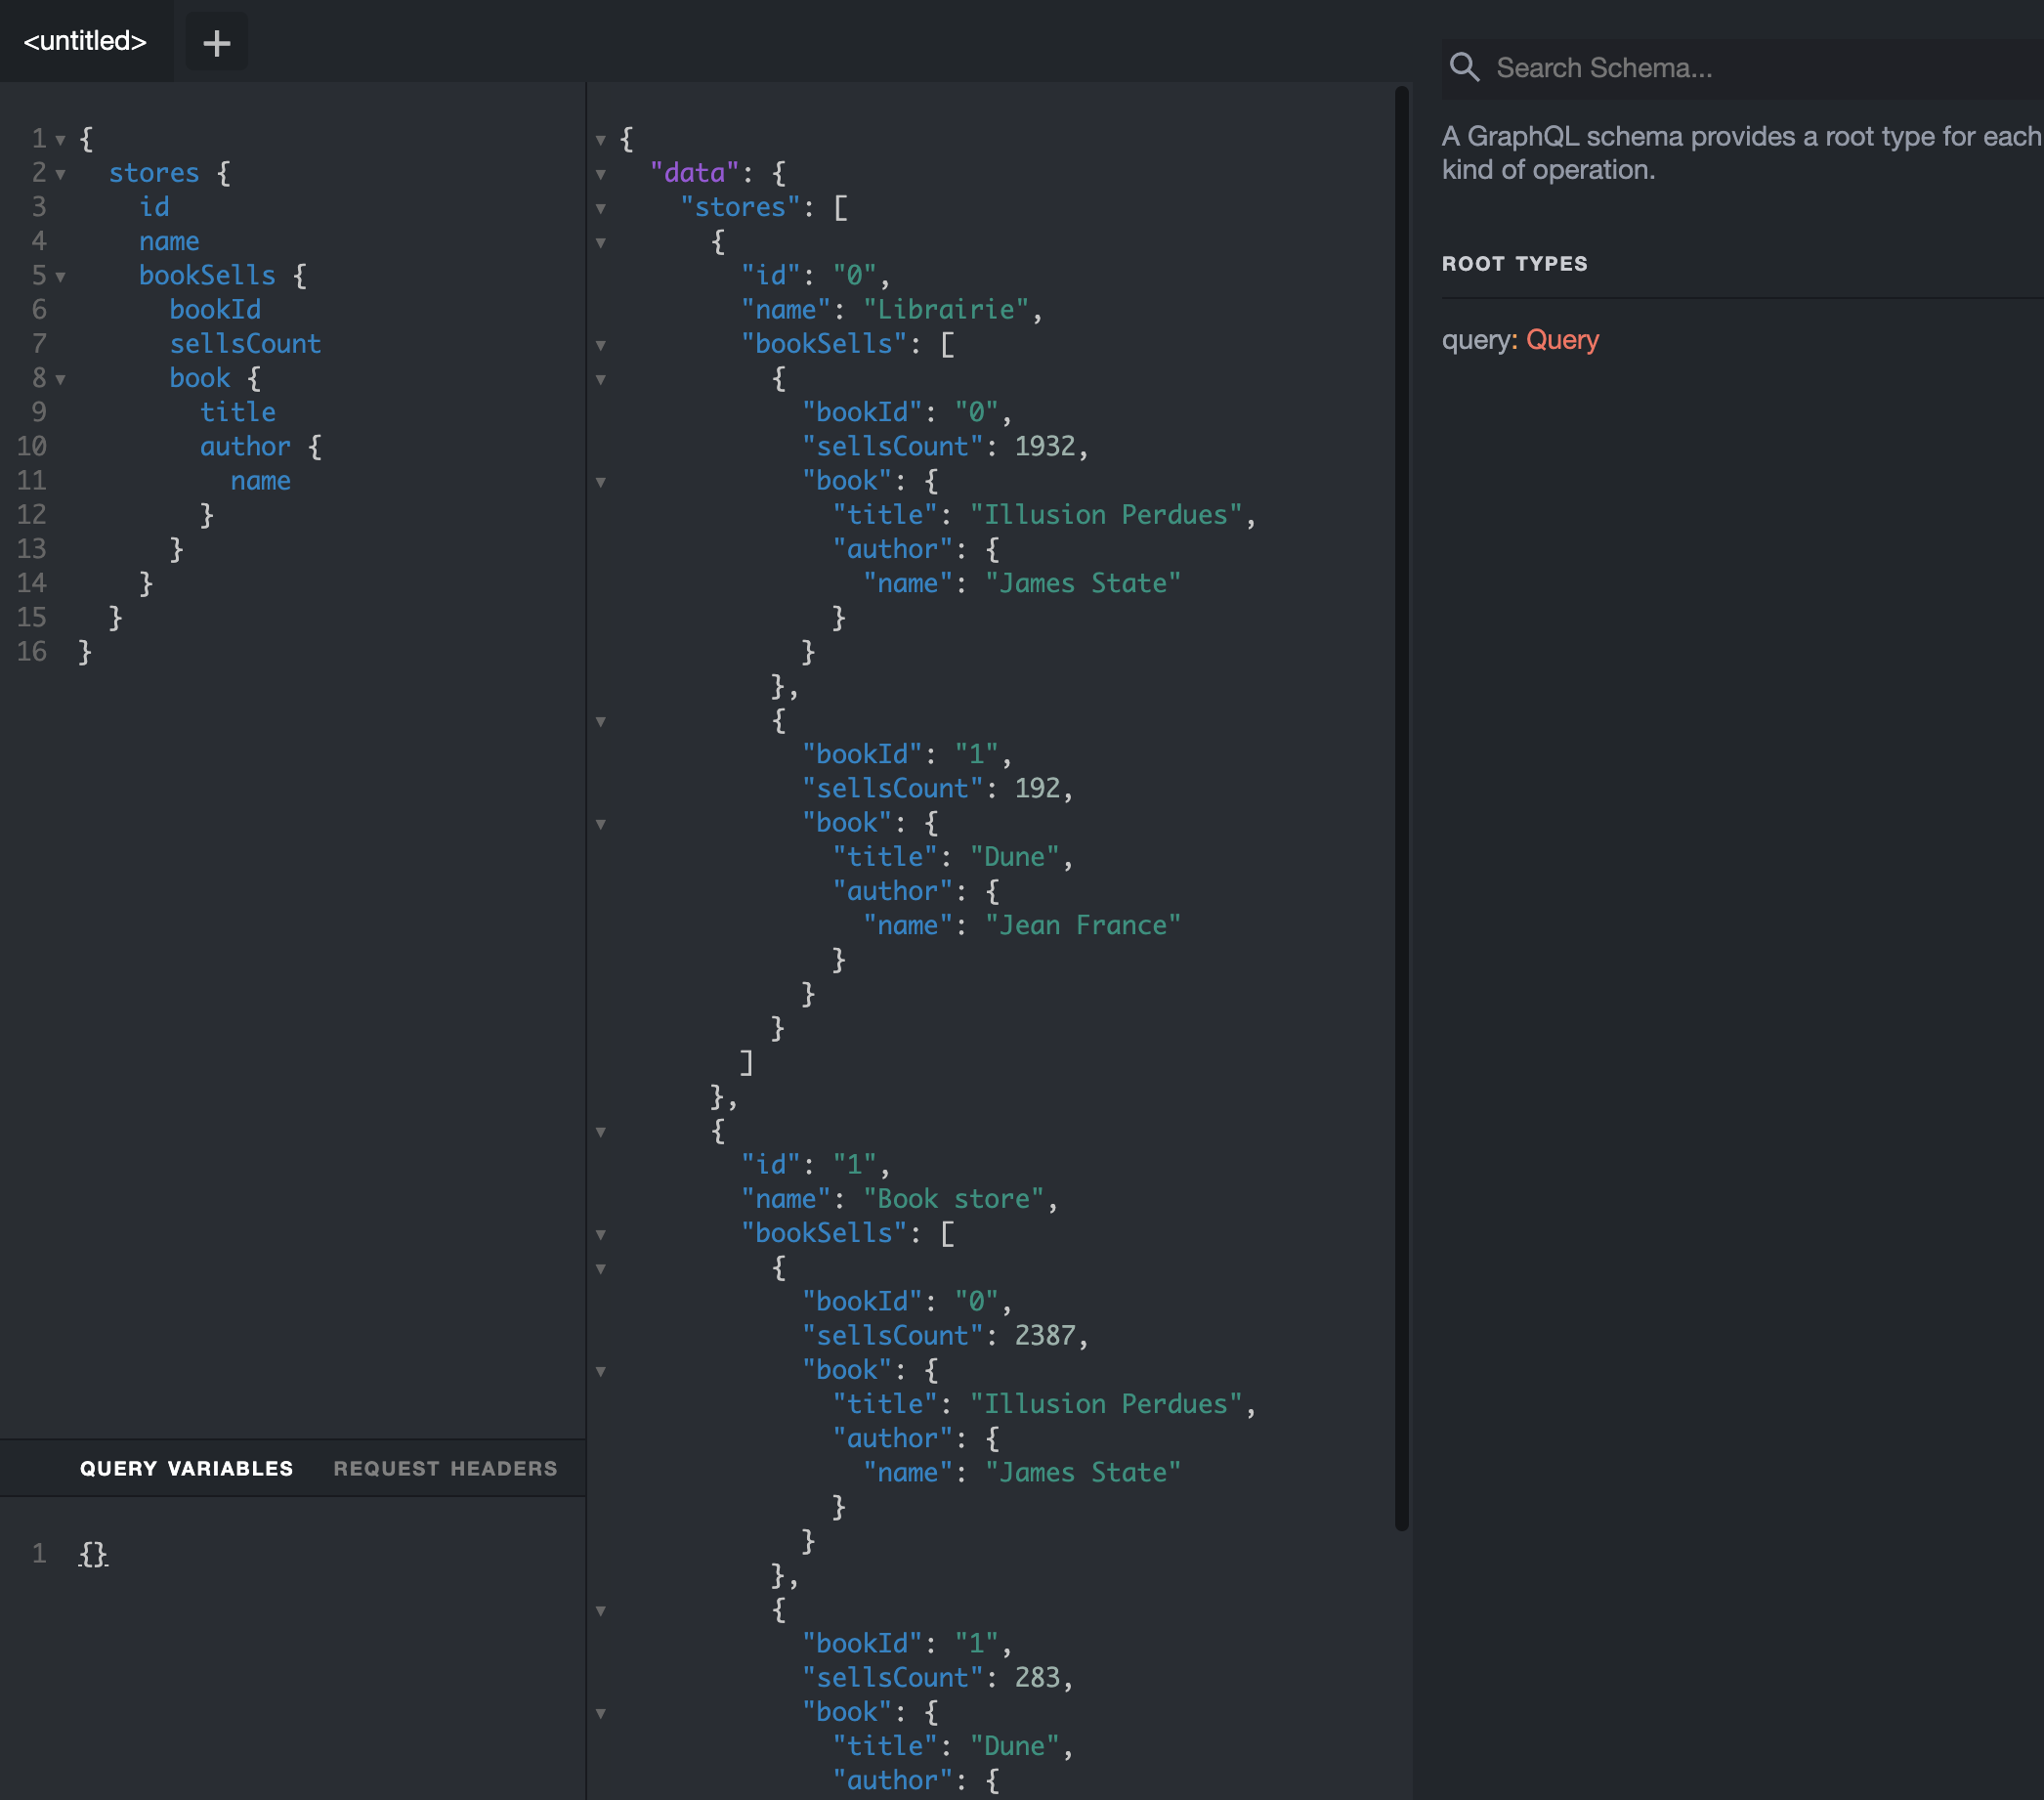 <untitled>
+
1 {
2   stores {
3     id
4     name
5     bookSells {
6       bookId
7       sellsCount
8       book {
9         title
10         author {
11           name
12         }
13       }
14     }
15   }
16 }
QUERY VARIABLES REQUEST HEADERS
1 {}
{
  "data": {
    "stores": [
      {
        "id": "0",
        "name": "Librairie",
        "bookSells": [
          {
            "bookId": "0",
            "sellsCount": 1932,
            "book": {
              "title": "Illusion Perdues",
              "author": {
                "name": "James State"
              }
            }
          },
          {
            "bookId": "1",
            "sellsCount": 192,
            "book": {
              "title": "Dune",
              "author": {
                "name": "Jean France"
              }
            }
          }
        ]
      },
      {
        "id": "1",
        "name": "Book store",
        "bookSells": [
          {
            "bookId": "0",
            "sellsCount": 2387,
            "book": {
              "title": "Illusion Perdues",
              "author": {
                "name": "James State"
              }
            }
          },
          {
            "bookId": "1",
            "sellsCount": 283,
            "book": {
              "title": "Dune",
              "author": {
Search Schema...
A GraphQL schema provides a root type for each
kind of operation.
ROOT TYPES
query: Query